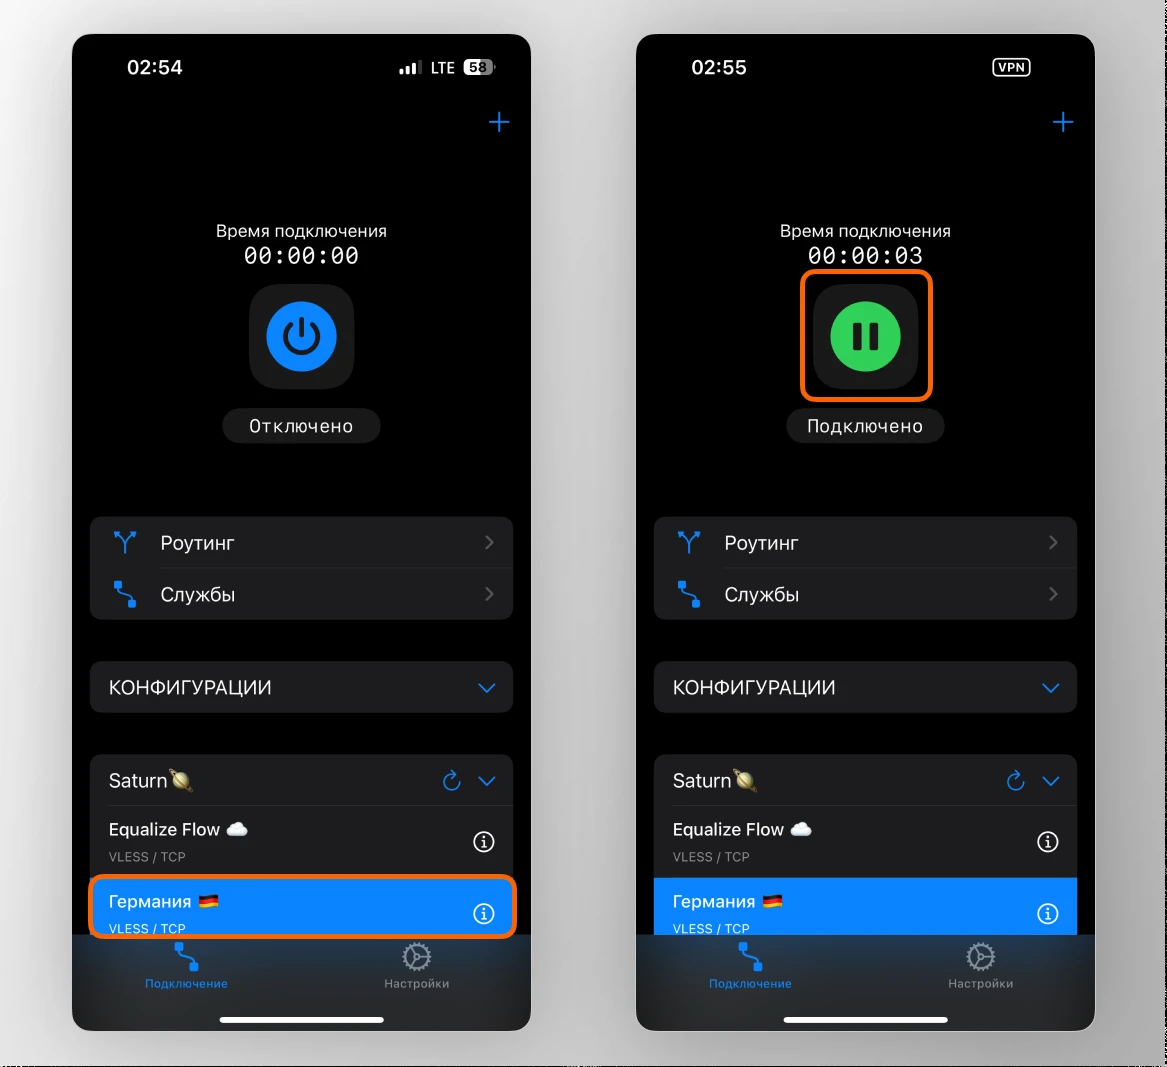 02:54
LTE 58
Время подключения
00:00:00
Отключено
Роутинг
Службы
КОНФИГУРАЦИИ
Saturn🪐
Equalize Flow ☁️
VLESS / TCP
Германия 🇩🇪
VLESS / TCP
Подключение
Настройки
02:55
VPN
Время подключения
00:00:03
Подключено
Роутинг
Службы
КОНФИГУРАЦИИ
Saturn🪐
Equalize Flow ☁️
VLESS / TCP
Германия 🇩🇪
VLESS / TCP
Подключение
Настройки